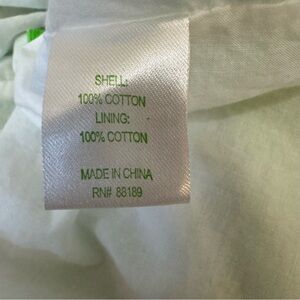 SHELL:
100% COTTON
LINING:
100% COTTON
MADE IN CHINA
RN# 88189